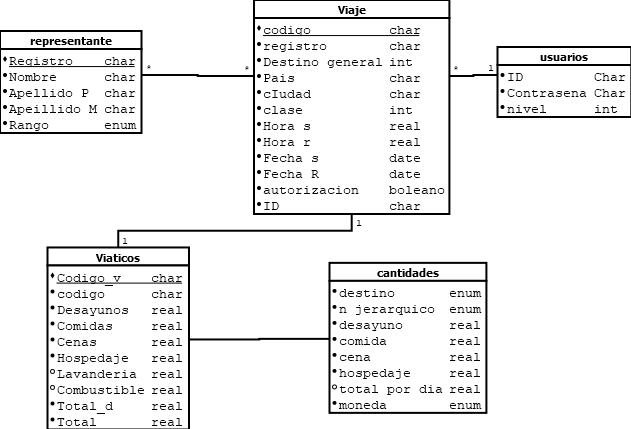 representante
Registro char
Nombre char
Apellido P char
Apeillido M char
Rango enum
*
*
Viaje
codigo char
registro char
Destino general int
Pais char
cIudad char
clase int
Hora s real
Hora r real
Fecha s date
Fecha R date
autorizacion boleano
ID char
*
1
usuarios
ID Char
Contrasena Char
nivel int
1
1
Viaticos
Codigo_v char
codigo char
Desayunos real
Comidas real
Cenas real
Hospedaje real
Lavanderia real
Combustible real
Total_d real
Total real
cantidades
destino enum
n jerarquico enum
desayuno real
comida real
cena real
hospedaje real
total por dia real
moneda enum